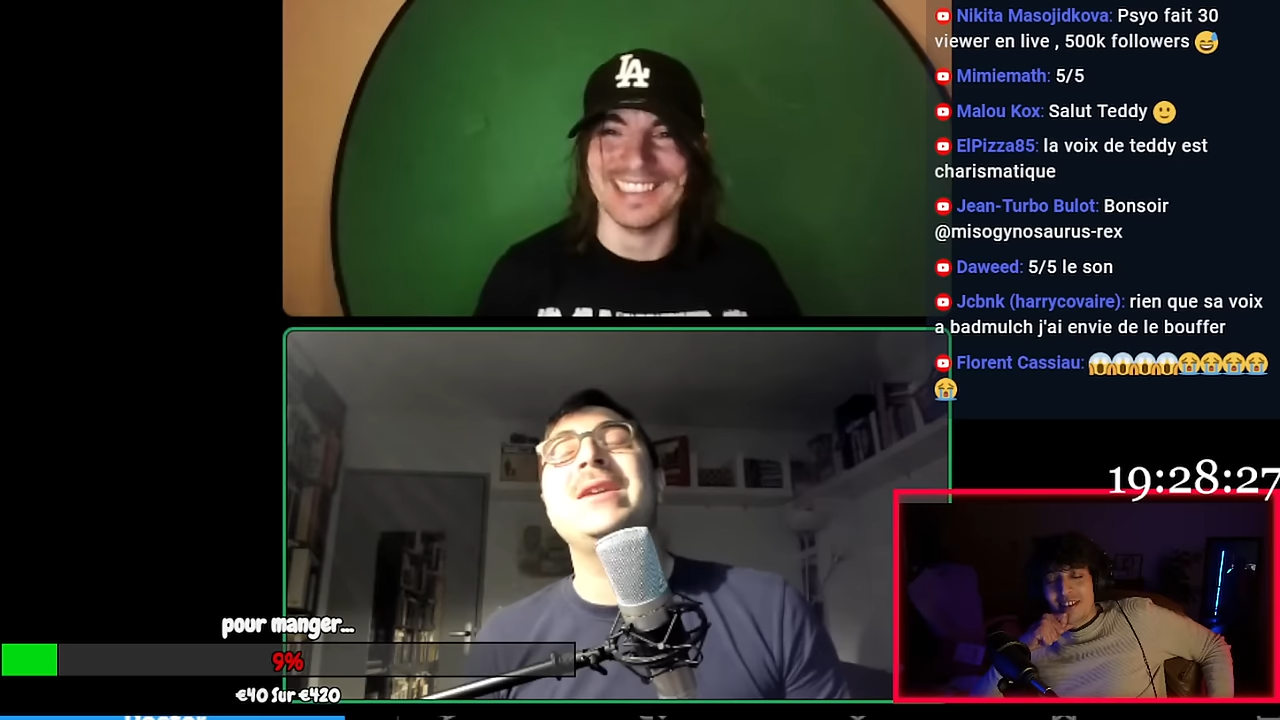 LA
Nikita Masojidkova: Psyo fait 30
viewer en live , 500k followers 😅
Mimiemath: 5/5
Malou Kox: Salut Teddy 🙂
ElPizza85: la voix de teddy est
charismatique
Jean-Turbo Bulot: Bonsoir
@misogynosaurus-rex
Daweed: 5/5 le son
Jcbnk (harrycovaire): rien que sa voix
a badmulch j'ai envie de le bouffer
Florent Cassiau: 😱😱😱😱😭😭😭😭
😭
19:28:27
pour manger...
9%
€40 Sur €420